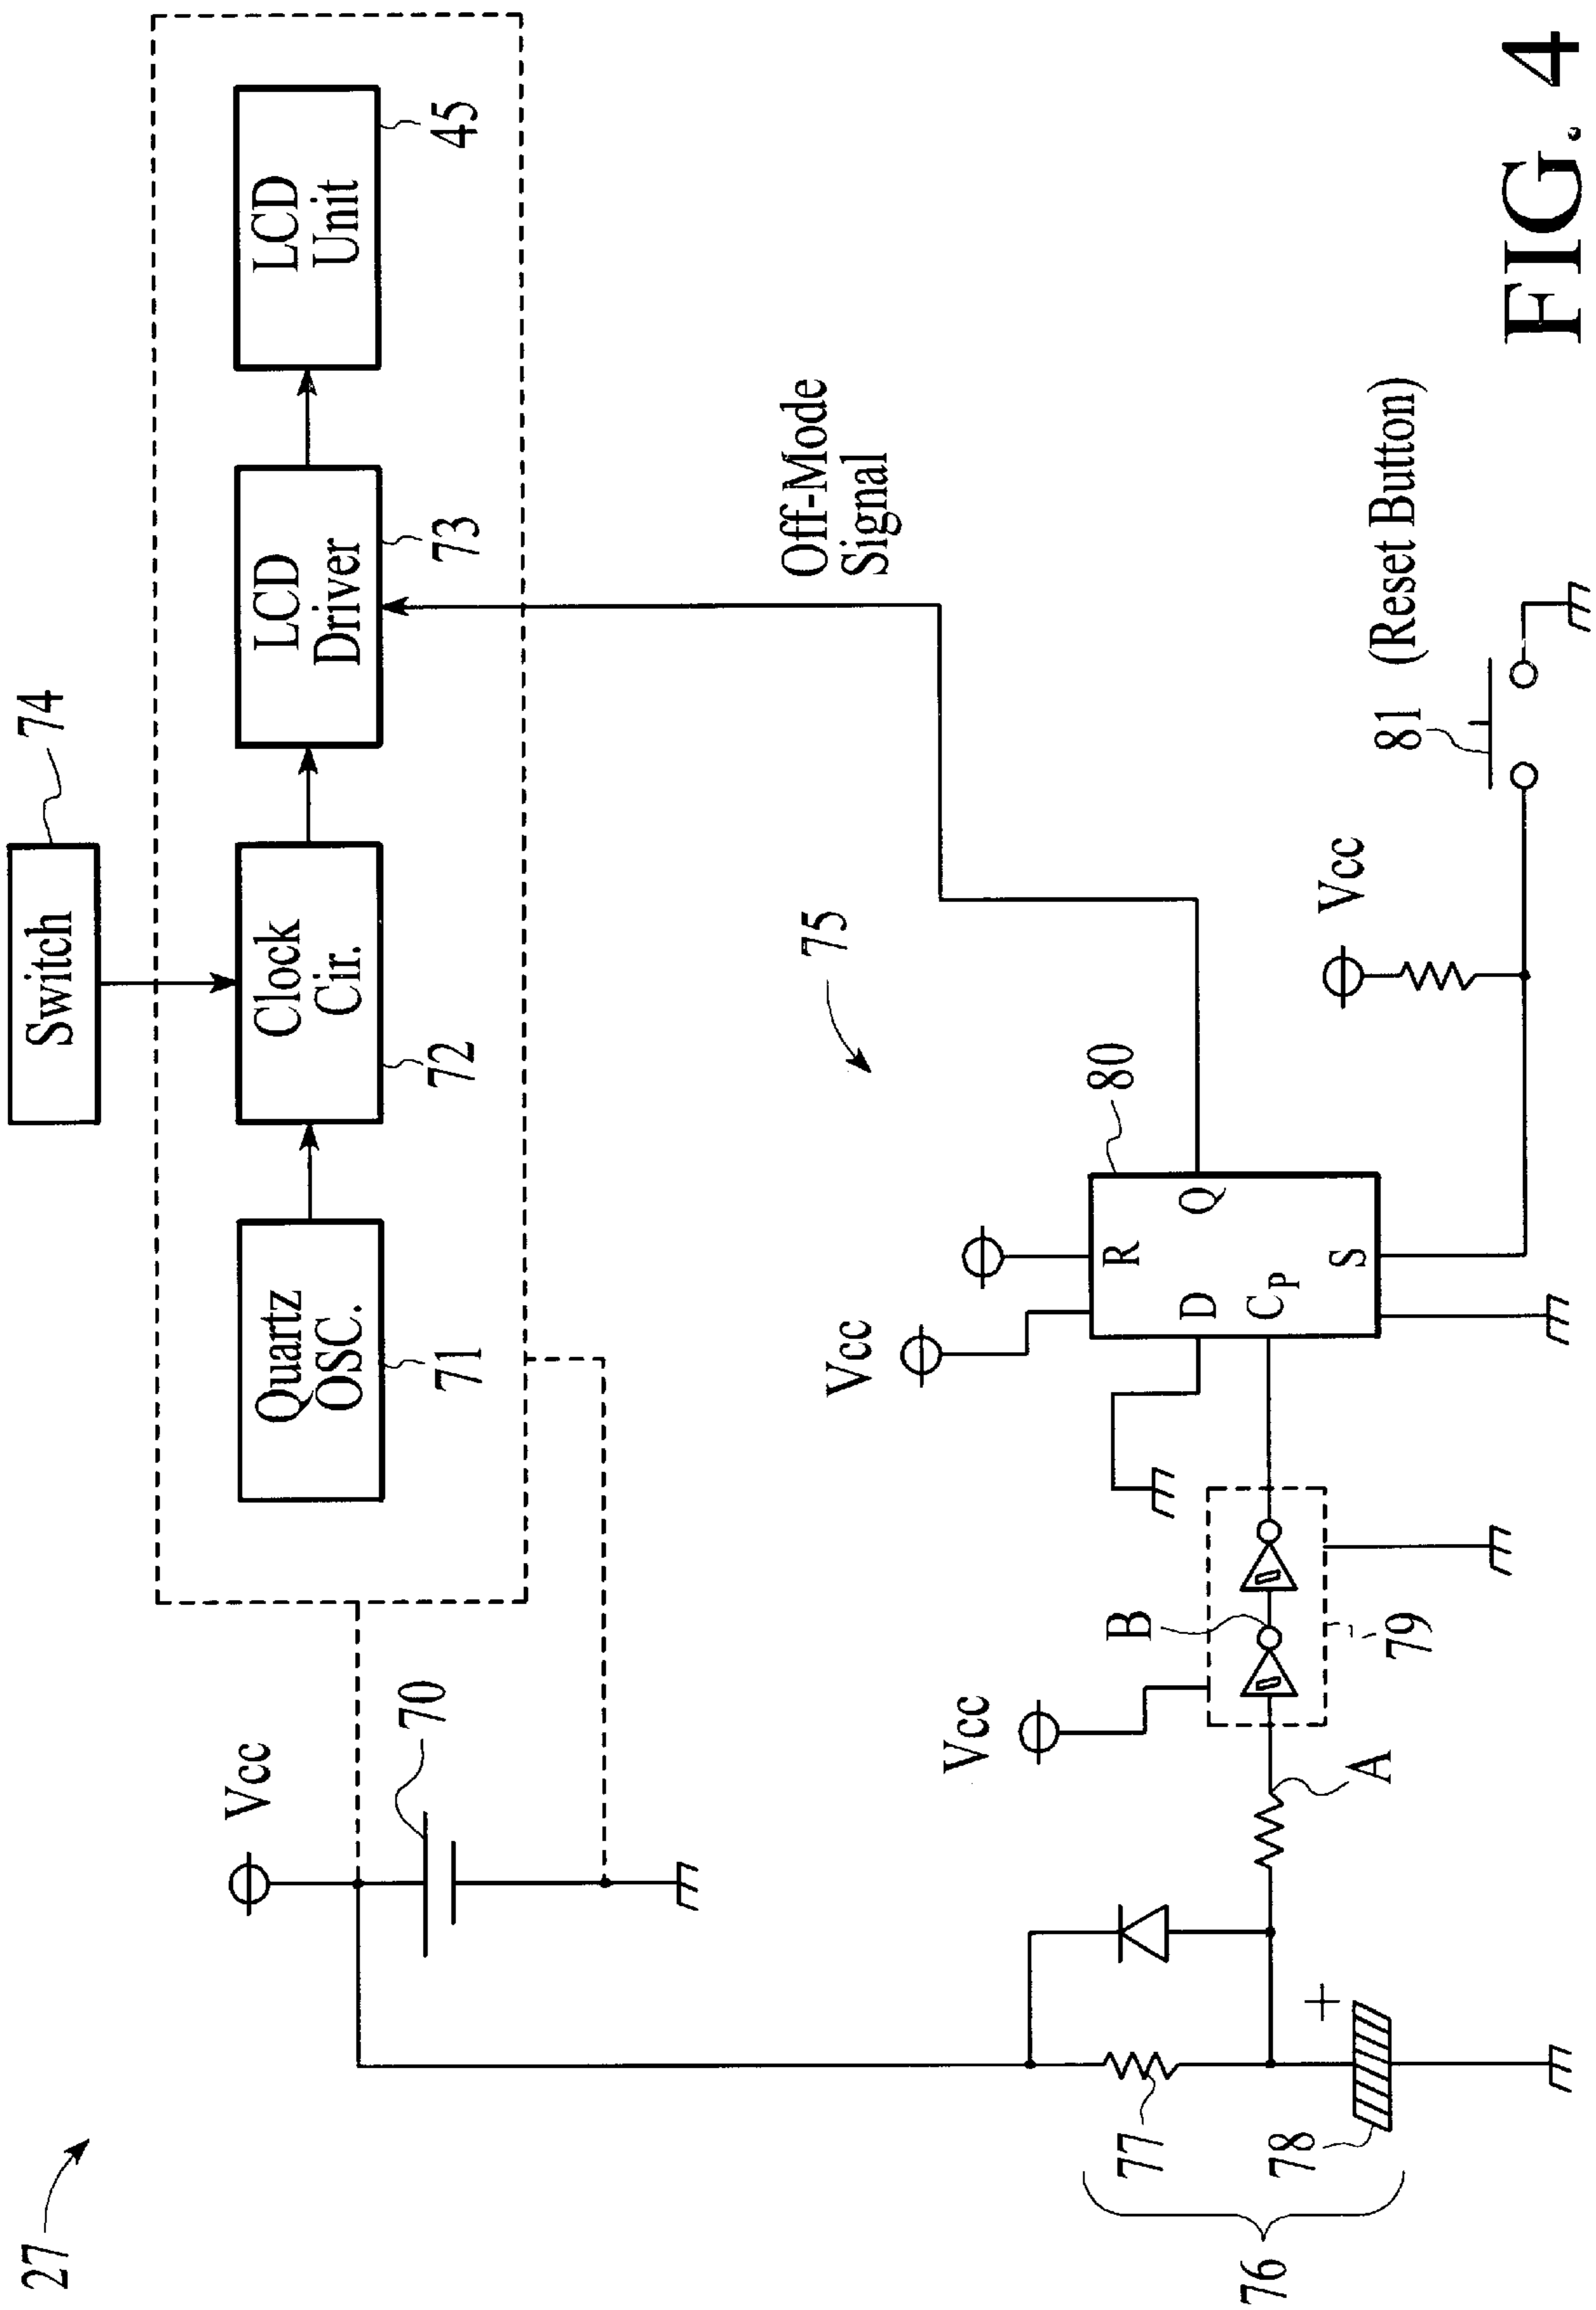 27
Switch
74
Quartz
OSC.
71
Clock
Cir.
72
LCD
Driver
73
LCD
Unit
45
Vcc
70
Off-Mode
Signal
75
Vcc
80
R
Q
D
CP
S
Vcc
B
79
A
+
77
78
76
Vcc
81 (Reset Button)
FIG. 4